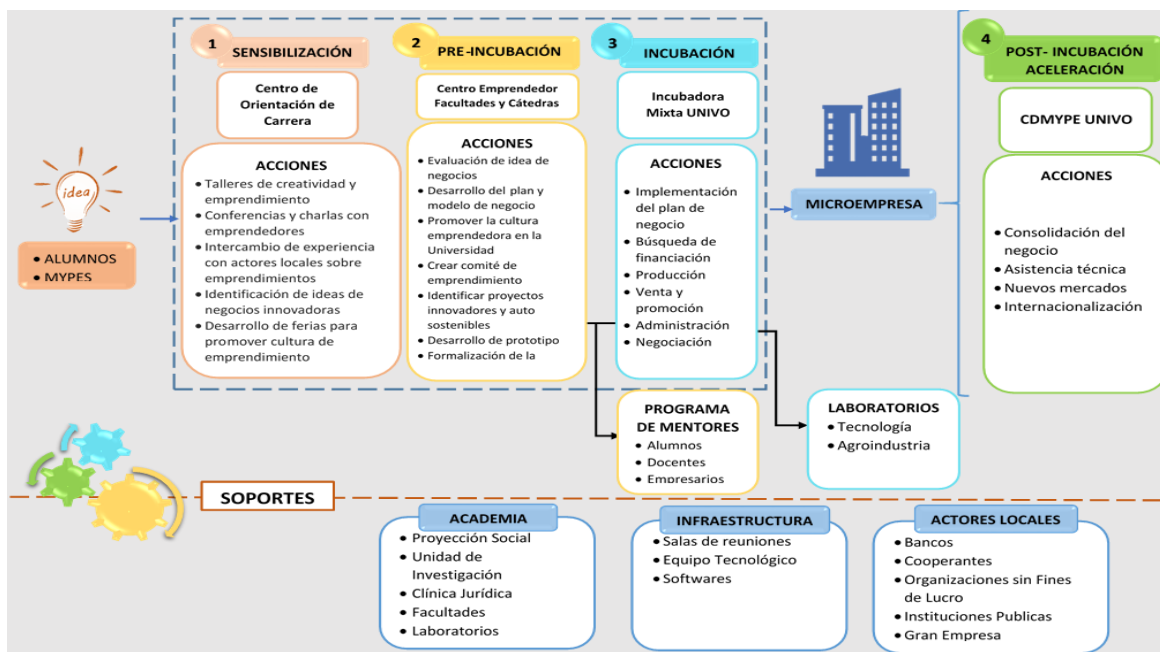 1
SENSIBILIZACIÓN
Centro de
Orientación de
Carrera
ACCIONES
• Talleres de creatividad y
emprendimiento
• Conferencias y charlas con
emprendedores
• Intercambio de experiencia
con actores locales sobre
emprendimientos
• Identificación de ideas de
negocios innovadoras
• Desarrollo de ferias para
promover cultura de
emprendimiento
idea
• ALUMNOS
• MYPES
2
PRE-INCUBACIÓN
Centro Emprendedor
Facultades y Cátedras
ACCIONES
• Evaluación de idea de
negocios
• Desarrollo del plan y
modelo de negocio
• Promover la cultura
emprendedora en la
Universidad
• Crear comité de
emprendimiento
• Identificar proyectos
innovadores y auto
sostenibles
• Desarrollo de prototipo
• Formalización de la
3
INCUBACIÓN
Incubadora
Mixta UNIVO
ACCIONES
• Implementación
del plan de
negocio
• Búsqueda de
financiación
• Producción
• Venta y
promoción
• Administración
• Negociación
MICROEMPRESA
4
POST- INCUBACIÓN
ACELERACIÓN
CDMYPE UNIVO
ACCIONES
• Consolidación del
negocio
• Asistencia técnica
• Nuevos mercados
• Internacionalización
PROGRAMA
DE MENTORES
• Alumnos
• Docentes
• Empresarios
LABORATORIOS
• Tecnología
• Agroindustria
SOPORTES
ACADEMIA
• Proyección Social
• Unidad de
Investigación
• Clínica Jurídica
• Facultades
• Laboratorios
INFRAESTRUCTURA
• Salas de reuniones
• Equipo Tecnológico
• Softwares
ACTORES LOCALES
• Bancos
• Cooperantes
• Organizaciones sin Fines
de Lucro
• Instituciones Publicas
• Gran Empresa